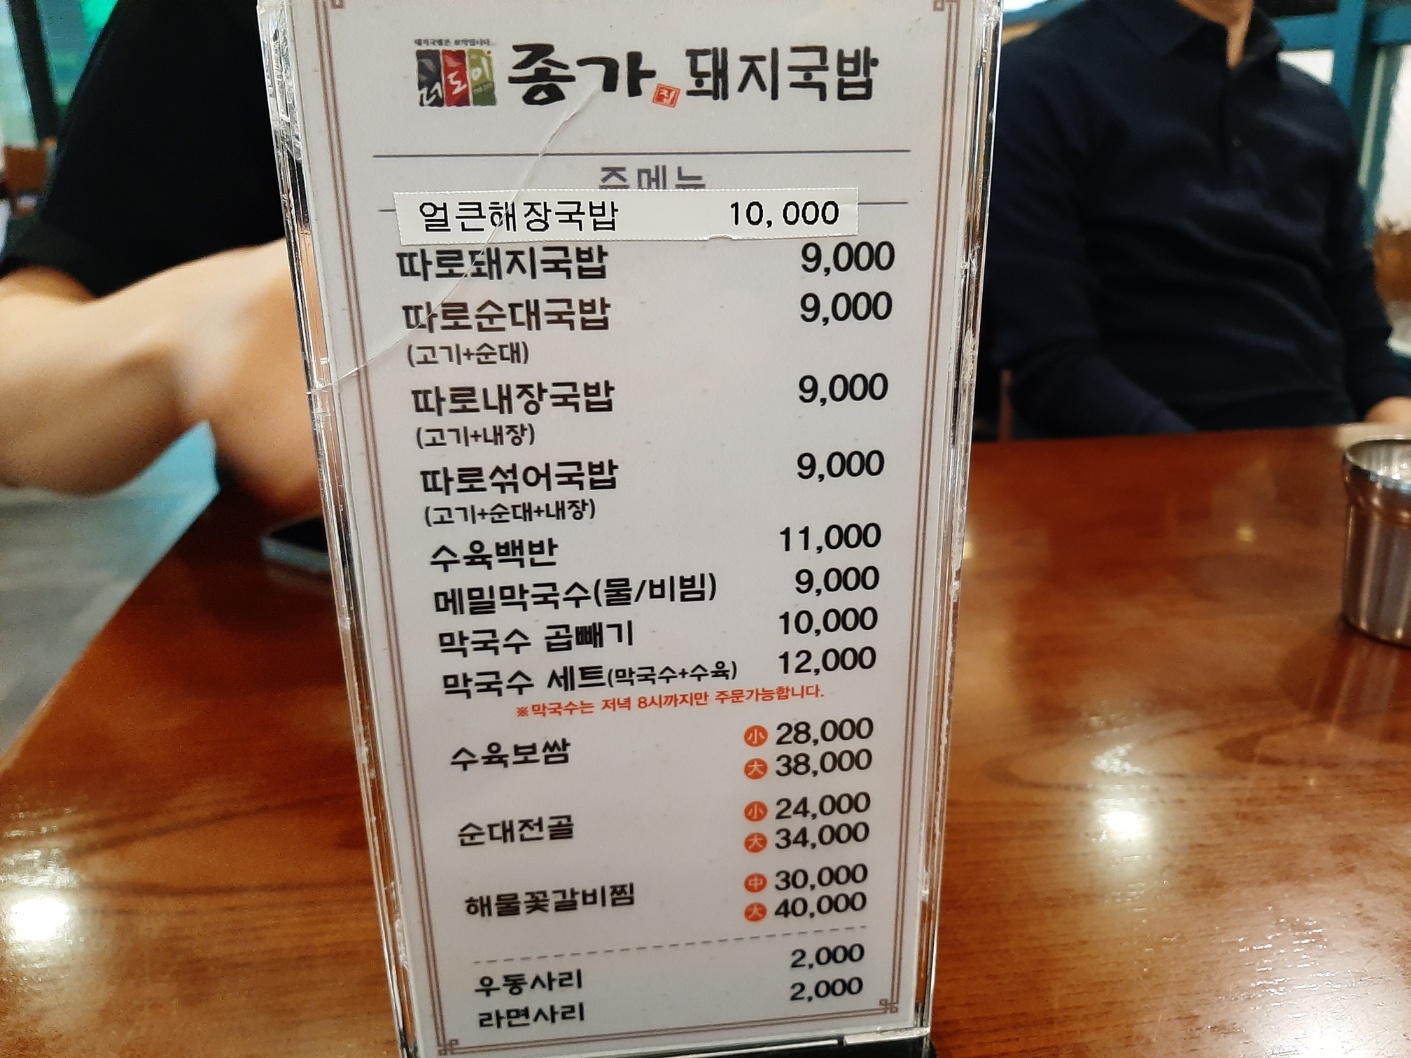 더도이
종가집 돼지국밥
주메뉴
얼큰해장국밥 10,000
따로돼지국밥 9,000
따로순대국밥 9,000
(고기+순대)
따로내장국밥 9,000
(고기+내장)
따로섞어국밥 9,000
(고기+순대+내장)
수육백반 11,000
메밀막국수(물/비빔) 9,000
막국수 곱빼기 10,000
막국수 세트(막국수+수육) 12,000
※막국수는 저녁 8시까지만 주문가능합니다.
수육보쌈 小 28,000
大 38,000
순대전골 小 24,000
大 34,000
해물꽃갈비찜 中 30,000
大 40,000
우동사리 2,000
라면사리 2,000